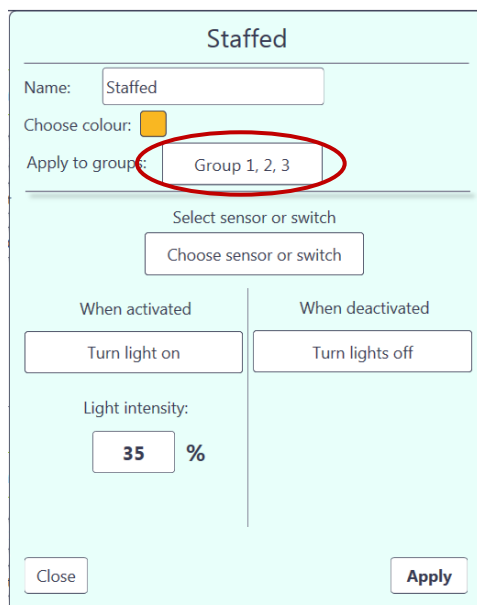 Staffed
Name: Staffed
Choose colour:
Apply to groups: Group 1, 2, 3
Select sensor or switch
Choose sensor or switch
When activated
When deactivated
Turn light on
Turn lights off
Light intensity:
35 %
Close
Apply